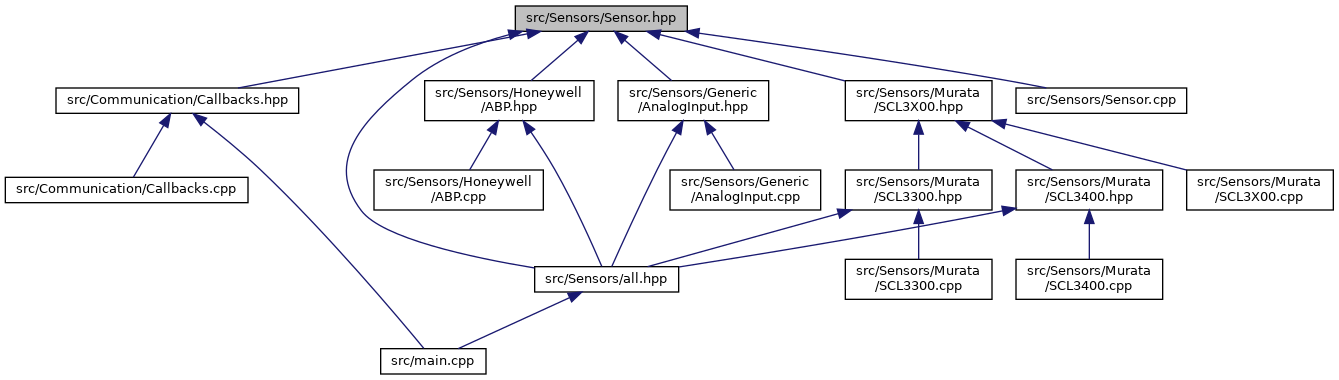 src/Sensors/Sensor.hpp
src/Communication/Callbacks.hpp
src/Sensors/Honeywell
/ABP.hpp
src/Sensors/Generic
/AnalogInput.hpp
src/Sensors/Murata
/SCL3X00.hpp
src/Sensors/Sensor.cpp
src/Communication/Callbacks.cpp
src/Sensors/Honeywell
/ABP.cpp
src/Sensors/Generic
/AnalogInput.cpp
src/Sensors/Murata
/SCL3300.hpp
src/Sensors/Murata
/SCL3400.hpp
src/Sensors/Murata
/SCL3X00.cpp
src/Sensors/all.hpp
src/Sensors/Murata
/SCL3300.cpp
src/Sensors/Murata
/SCL3400.cpp
src/main.cpp